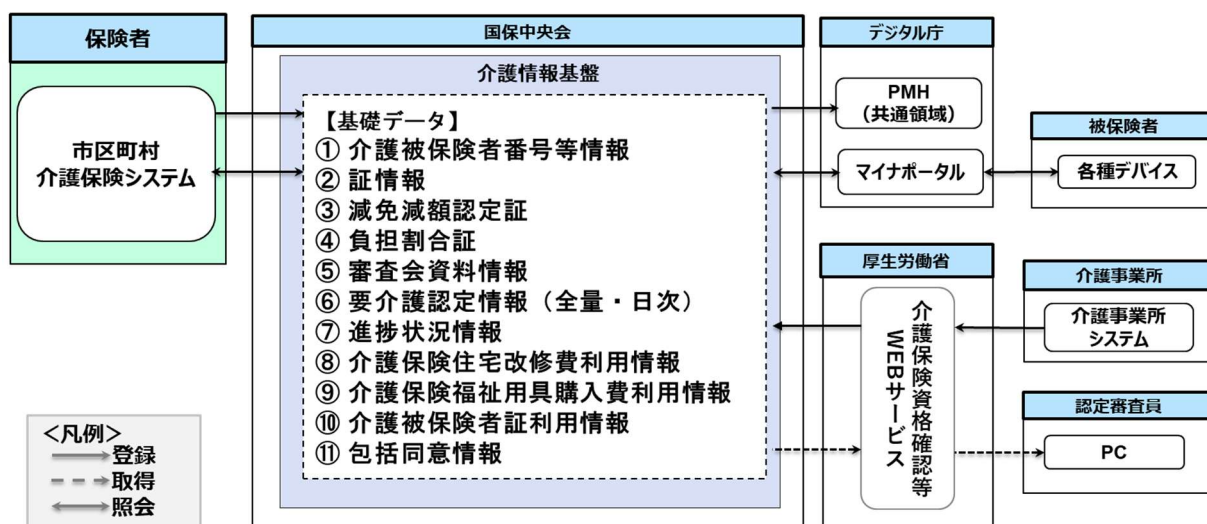 保険者
市区町村
介護保険システム
国保中央会
介護情報基盤
【基礎データ】
① 介護被保険者番号等情報
② 証情報
③ 減免減額認定証
④ 負担割合証
⑤ 審査会資料情報
⑥ 要介護認定情報（全量・日次）
⑦ 進捗状況情報
⑧ 介護保険住宅改修費利用情報
⑨ 介護保険福祉用具購入費利用情報
⑩ 介護被保険者証利用情報
⑪ 包括同意情報
デジタル庁
PMH
（共通領域）
マイナポータル
被保険者
各種デバイス
厚生労働省
介護保険資格確認等
WEBサービス
介護事業所
介護事業所
システム
認定審査員
PC
＜凡例＞
登録
取得
照会